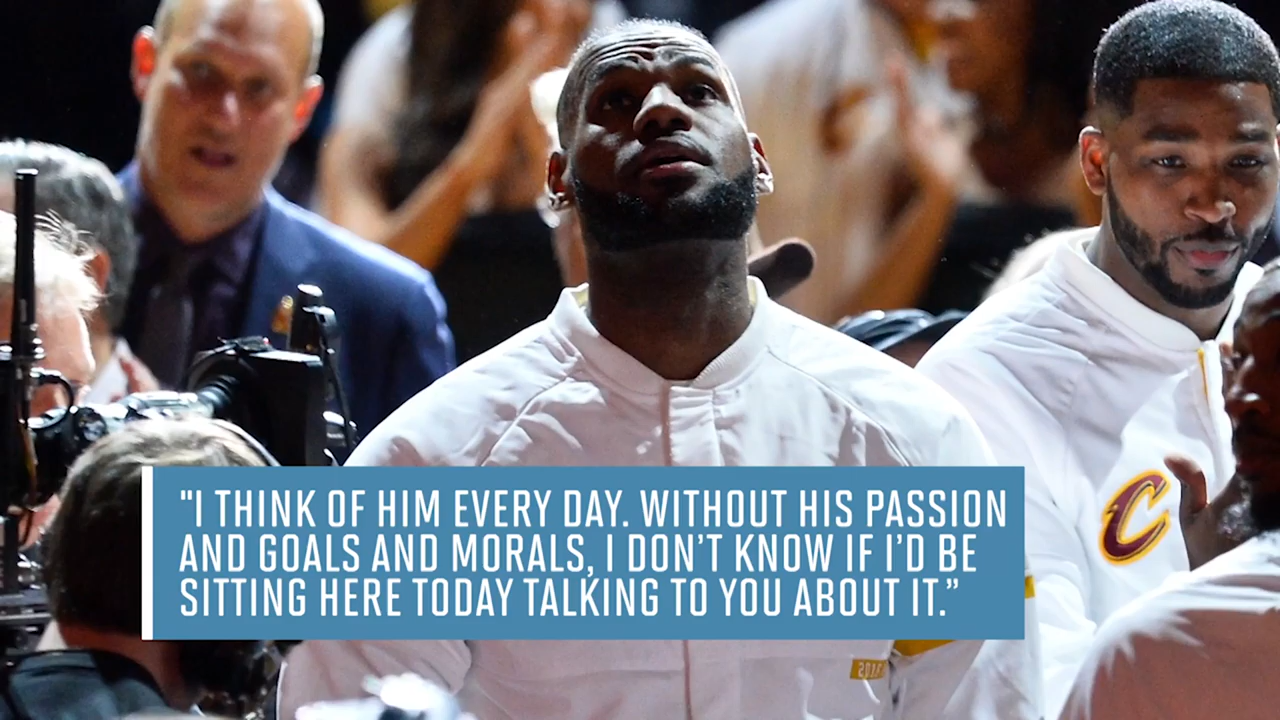 "I THINK OF HIM EVERY DAY. WITHOUT HIS PASSION
AND GOALS AND MORALS, I DON'T KNOW IF I'D BE
SITTING HERE TODAY TALKING TO YOU ABOUT IT.”
C
2016